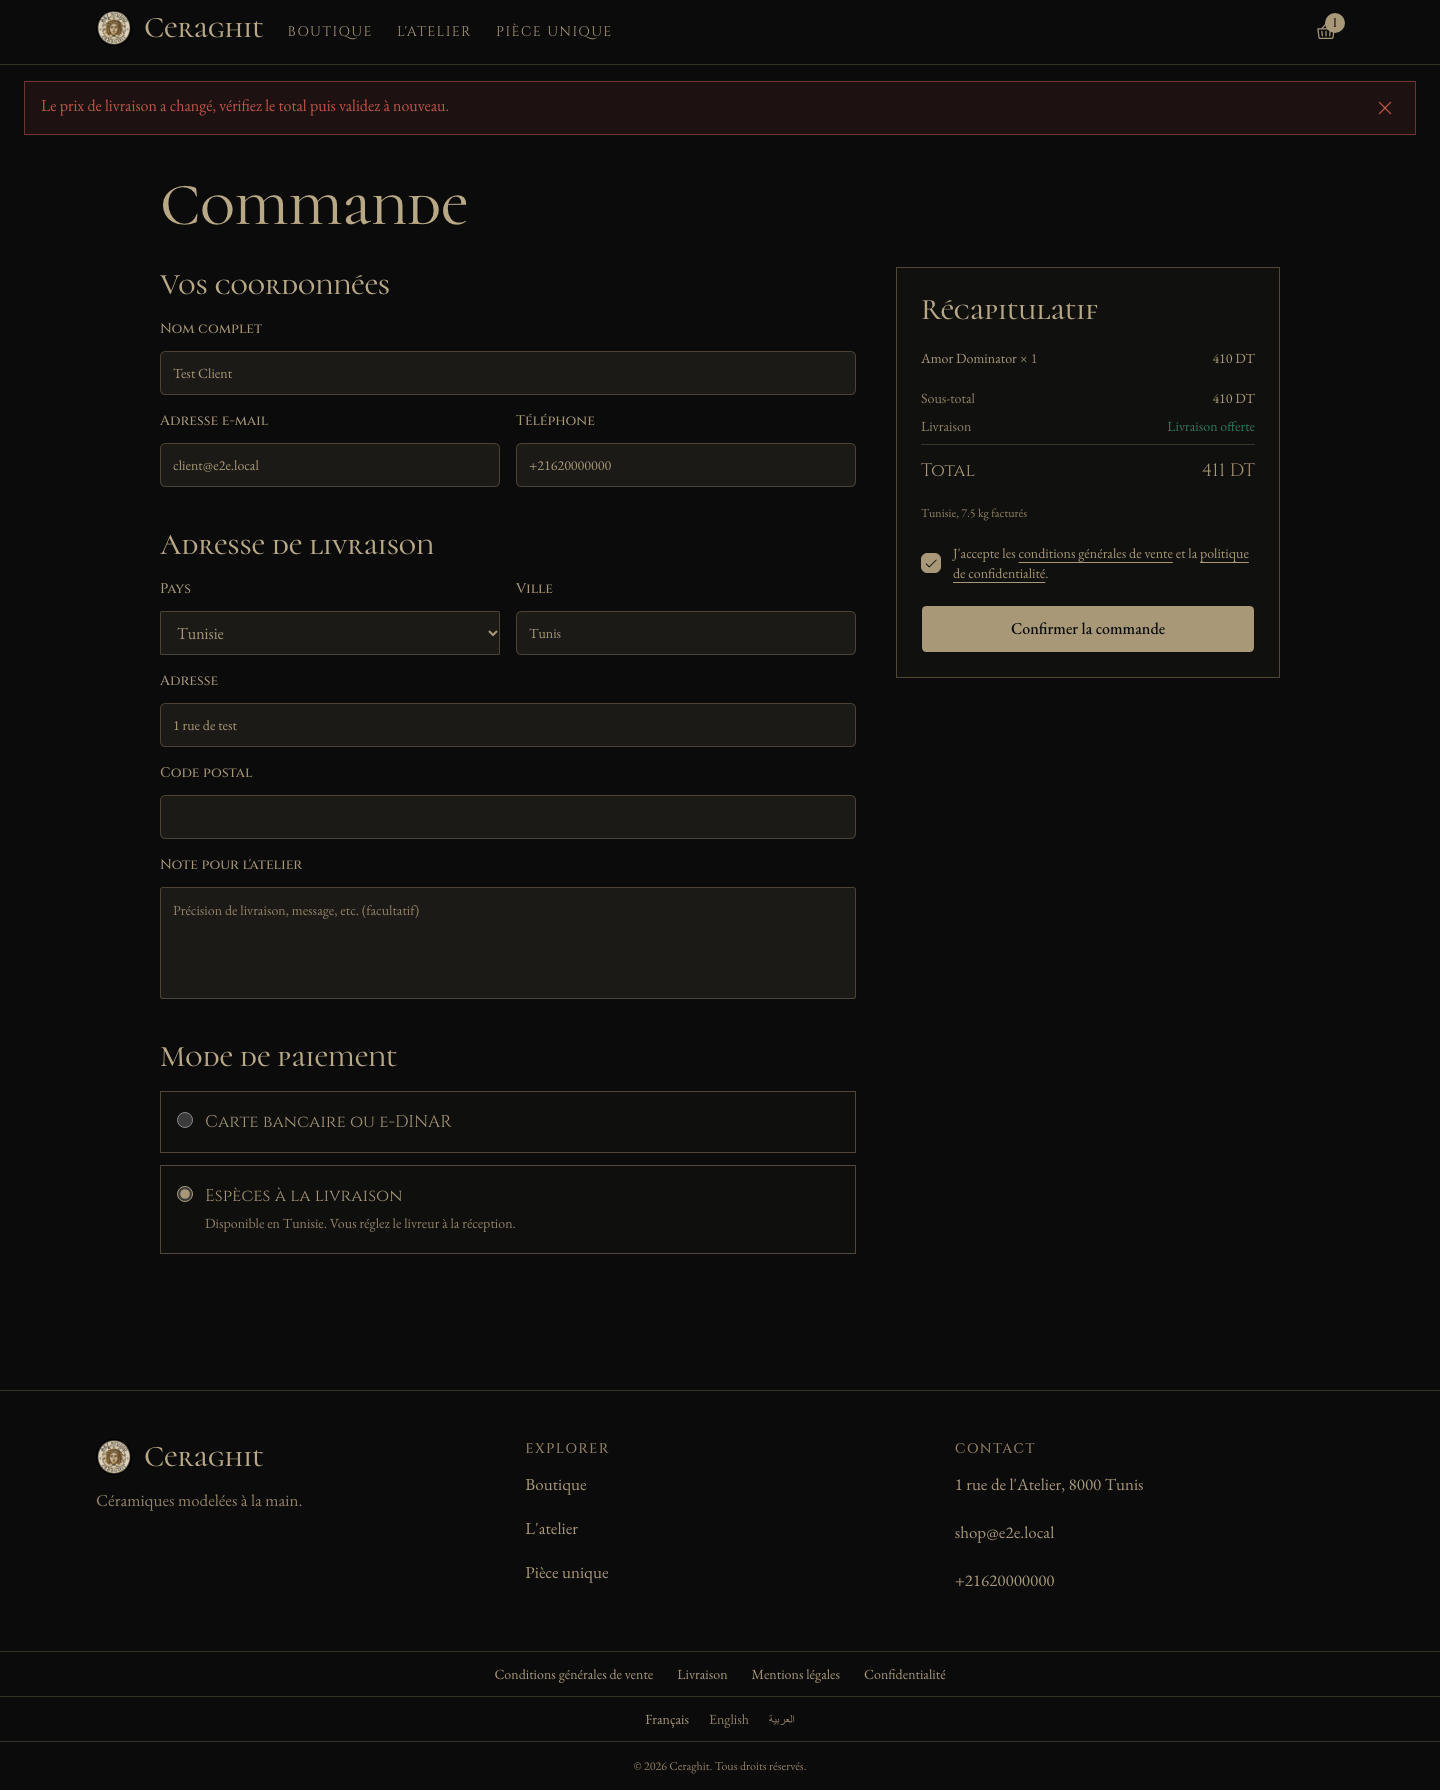 Ceraghit
BOUTIQUE
L'ATELIER
PIÈCE UNIQUE
1
Le prix de livraison a changé, vérifiez le total puis validez à nouveau.
Commande
Vos coordonnées
Nom complet
Test Client
Adresse e-mail
Téléphone
client@e2e.local
+21620000000
Adresse de livraison
Pays
Ville
Tunisie
Tunis
Adresse
1 rue de test
Code postal
Note pour l'atelier
Précision de livraison, message, etc. (facultatif)
Mode de paiement
Carte bancaire ou e-DINAR
Espèces à la livraison
Disponible en Tunisie. Vous réglez le livreur à la réception.
Récapitulatif
Amor Dominator × 1 410 DT
Sous-total 410 DT
Livraison Livraison offerte
Total 411 DT
Tunisie, 7.5 kg facturés
J'accepte les conditions générales de vente et la politique
de confidentialité.
Confirmer la commande
Ceraghit
Céramiques modelées à la main.
EXPLORER
Boutique
L'atelier
Pièce unique
CONTACT
1 rue de l'Atelier, 8000 Tunis
shop@e2e.local
+21620000000
Conditions générales de vente Livraison Mentions légales Confidentialité
Français English العربية
© 2026 Ceraghit. Tous droits réservés.